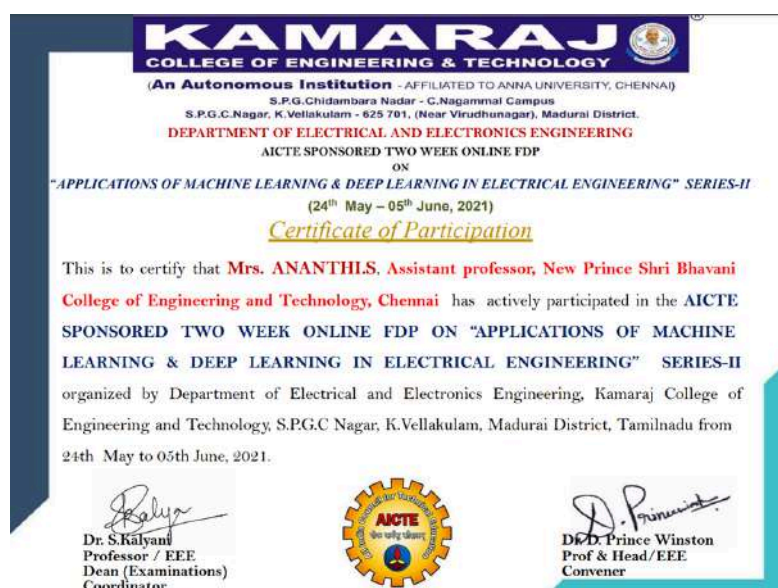 ®
KAMARAJ
COLLEGE OF ENGINEERING & TECHNOLOGY
(An Autonomous Institution - AFFILIATED TO ANNA UNIVERSITY, CHENNAI)
S.P.G.Chidambara Nadar - C.Nagammal Campus
S.P.G.C.Nagar, K.Vellakulam - 625 701, (Near Virudhunagar), Madurai District.
DEPARTMENT OF ELECTRICAL AND ELECTRONICS ENGINEERING
AICTE SPONSORED TWO WEEK ONLINE FDP
ON
"APPLICATIONS OF MACHINE LEARNING & DEEP LEARNING IN ELECTRICAL ENGINEERING" SERIES-II
(24th May – 05th June, 2021)
Certificate of Participation
This is to certify that Mrs. ANANTHI.S, Assistant professor, New Prince Shri Bhavani
College of Engineering and Technology, Chennai has actively participated in the AICTE
SPONSORED TWO WEEK ONLINE FDP ON "APPLICATIONS OF MACHINE
LEARNING & DEEP LEARNING IN ELECTRICAL ENGINEERING" SERIES-II
organized by Department of Electrical and Electronics Engineering, Kamaraj College of
Engineering and Technology, S.P.G.C Nagar, K.Vellakulam, Madurai District, Tamilnadu from
24th May to 05th June, 2021.
Dr. S.Kalyani
Professor / EEE
Dean (Examinations)
Coordinator
All India Council for Technical Education
AICTE
Dr. D. Prince Winston
Prof & Head/EEE
Convener